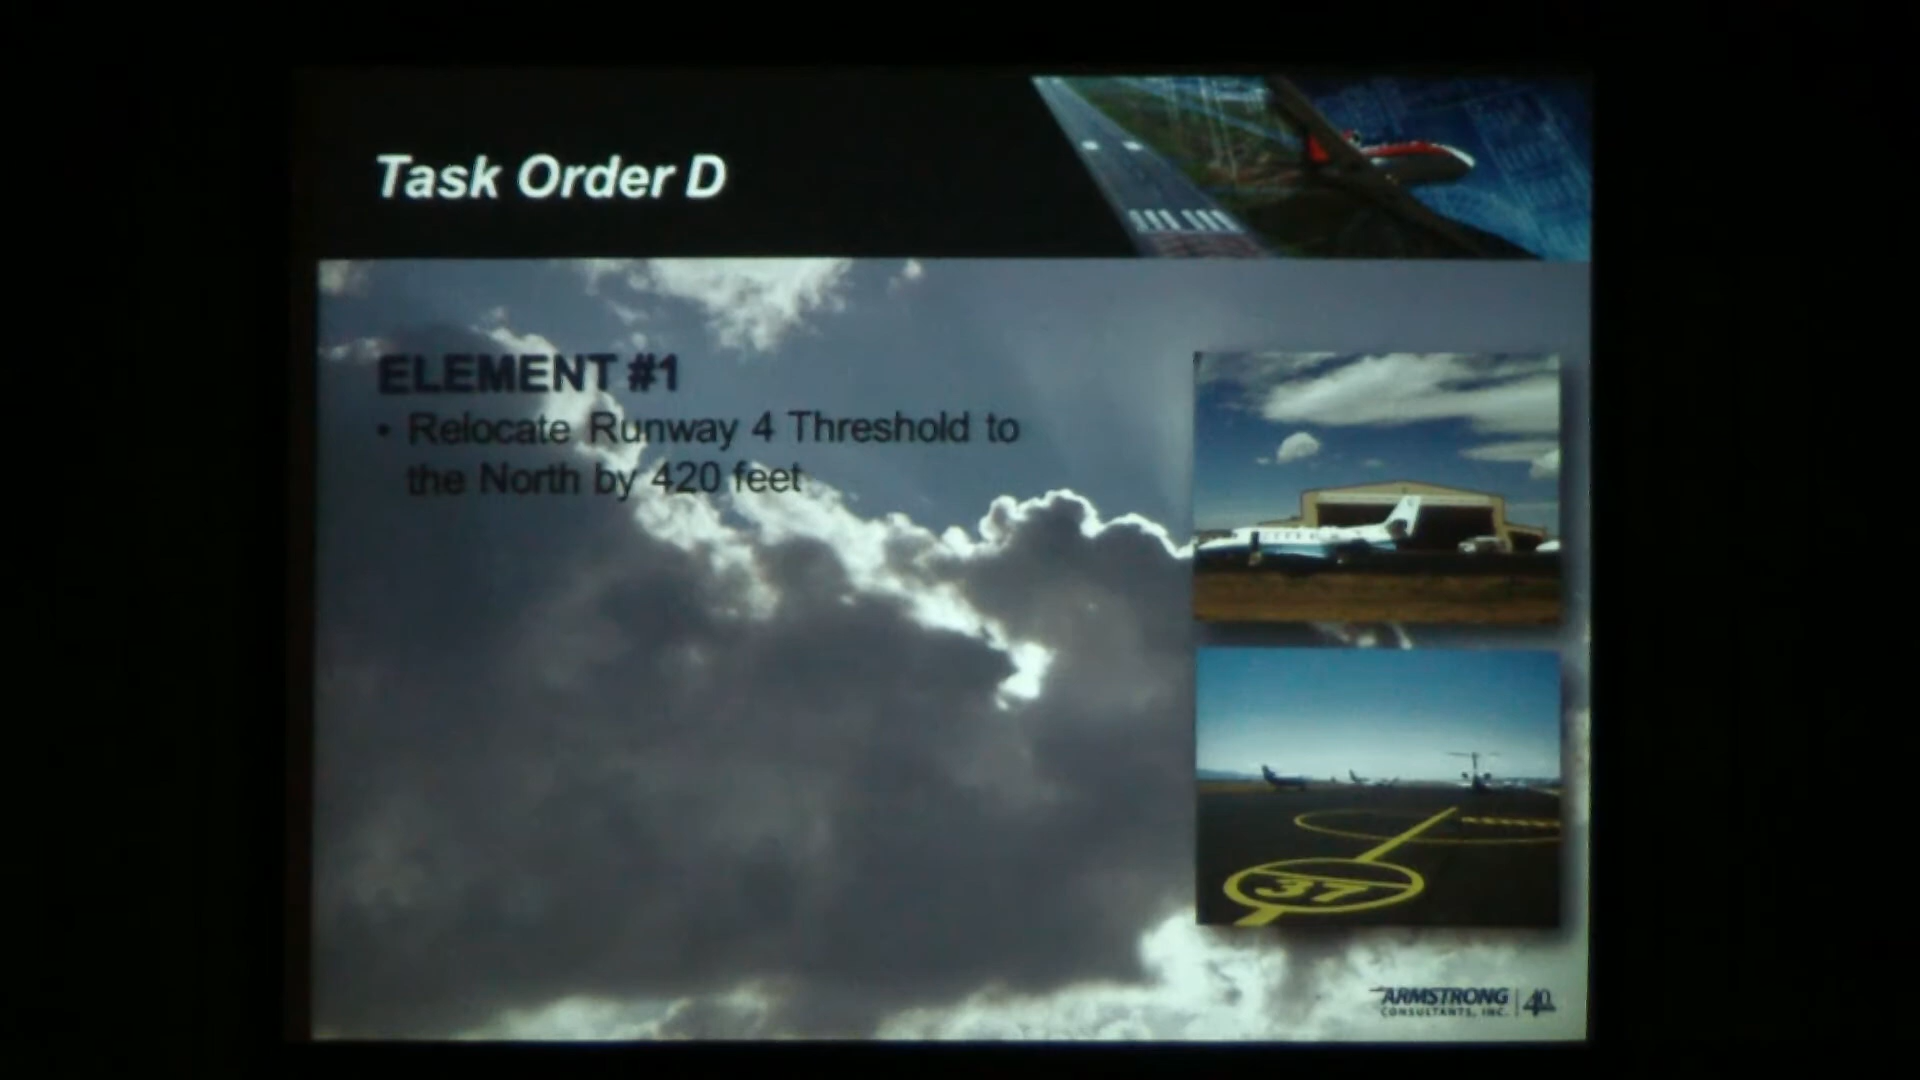 Task Order D
ELEMENT #1
• Relocate Runway 4 Threshold to
the North by 420 feet
37
ARMSTRONG
CONSULTANTS, INC.
40